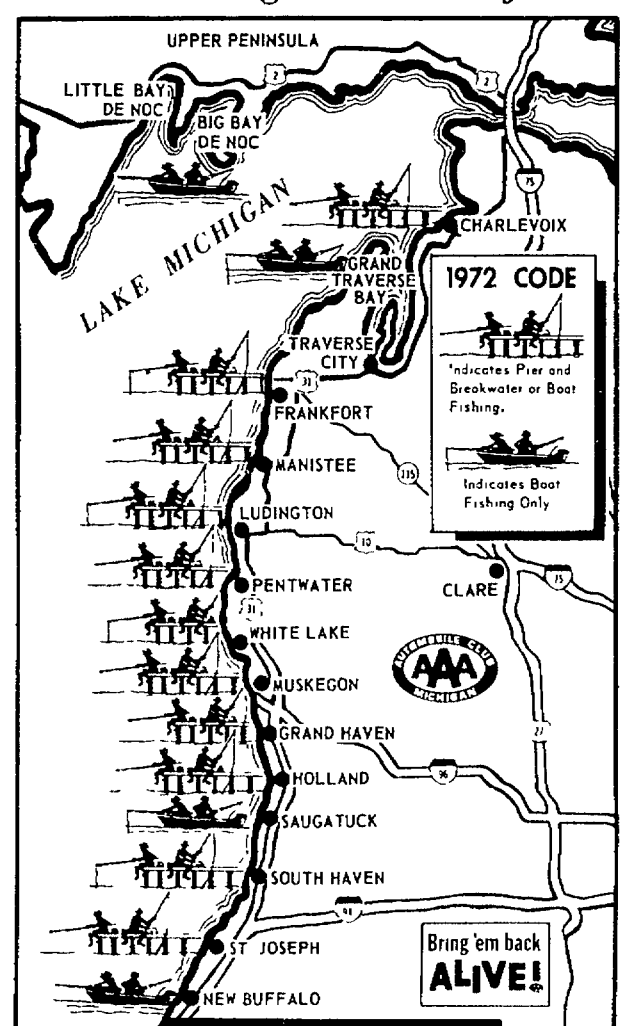 UPPER PENINSULA
2
2
LITTLE BAY
DE NOC
BIG BAY
DE NOC
75
LAKE MICHIGAN
CHARLEVOIX
GRAND
TRAVERSE
BAY
1972 CODE
Indicates Pier and
Breakwater or Boat
Fishing.
Indicates Boat
Fishing Only
TRAVERSE
CITY
31
FRANKFORT
MANISTEE
115
LUDINGTON
10
CLARE
75
PENTWATER
31
WHITE LAKE
AUTOMOBILE CLUB
AAA
MICHIGAN
MUSKEGON
GRAND HAVEN
27
96
HOLLAND
SAUGATUCK
SOUTH HAVEN
ST JOSEPH
Bring 'em back
ALIVE!
NEW BUFFALO